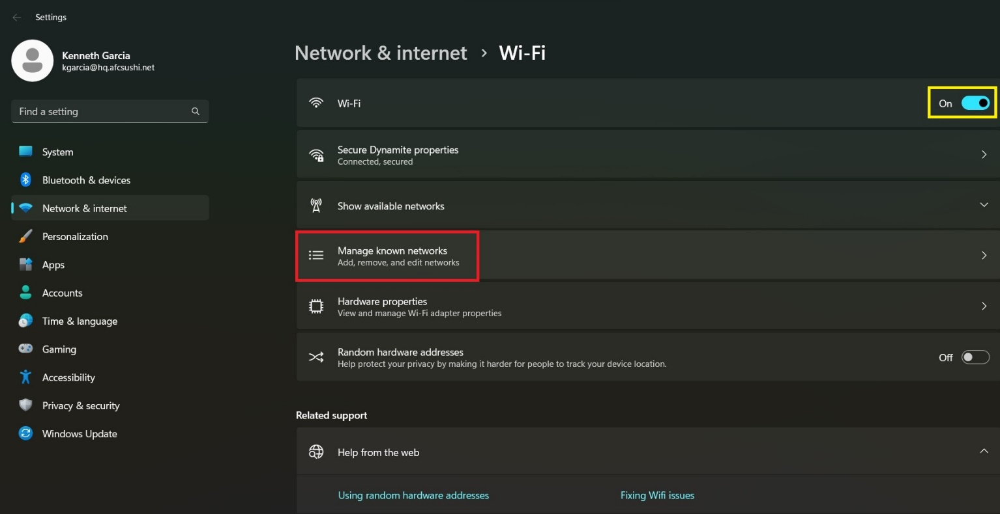 Settings
Kenneth Garcia
kgarcia@hq.afcsushi.net
Find a setting
System
Bluetooth & devices
Network & internet
Personalization
Apps
Accounts
Time & language
Gaming
Accessibility
Privacy & security
Windows Update
Network & internet › Wi-Fi
Wi-Fi
On
Secure Dynamite properties
Connected, secured
Show available networks
Manage known networks
Add, remove, and edit networks
Hardware properties
View and manage Wi-Fi adapter properties
Random hardware addresses
Help protect your privacy by making it harder for people to track your device location.
Off
Related support
Help from the web
Using random hardware addresses
Fixing Wifi issues